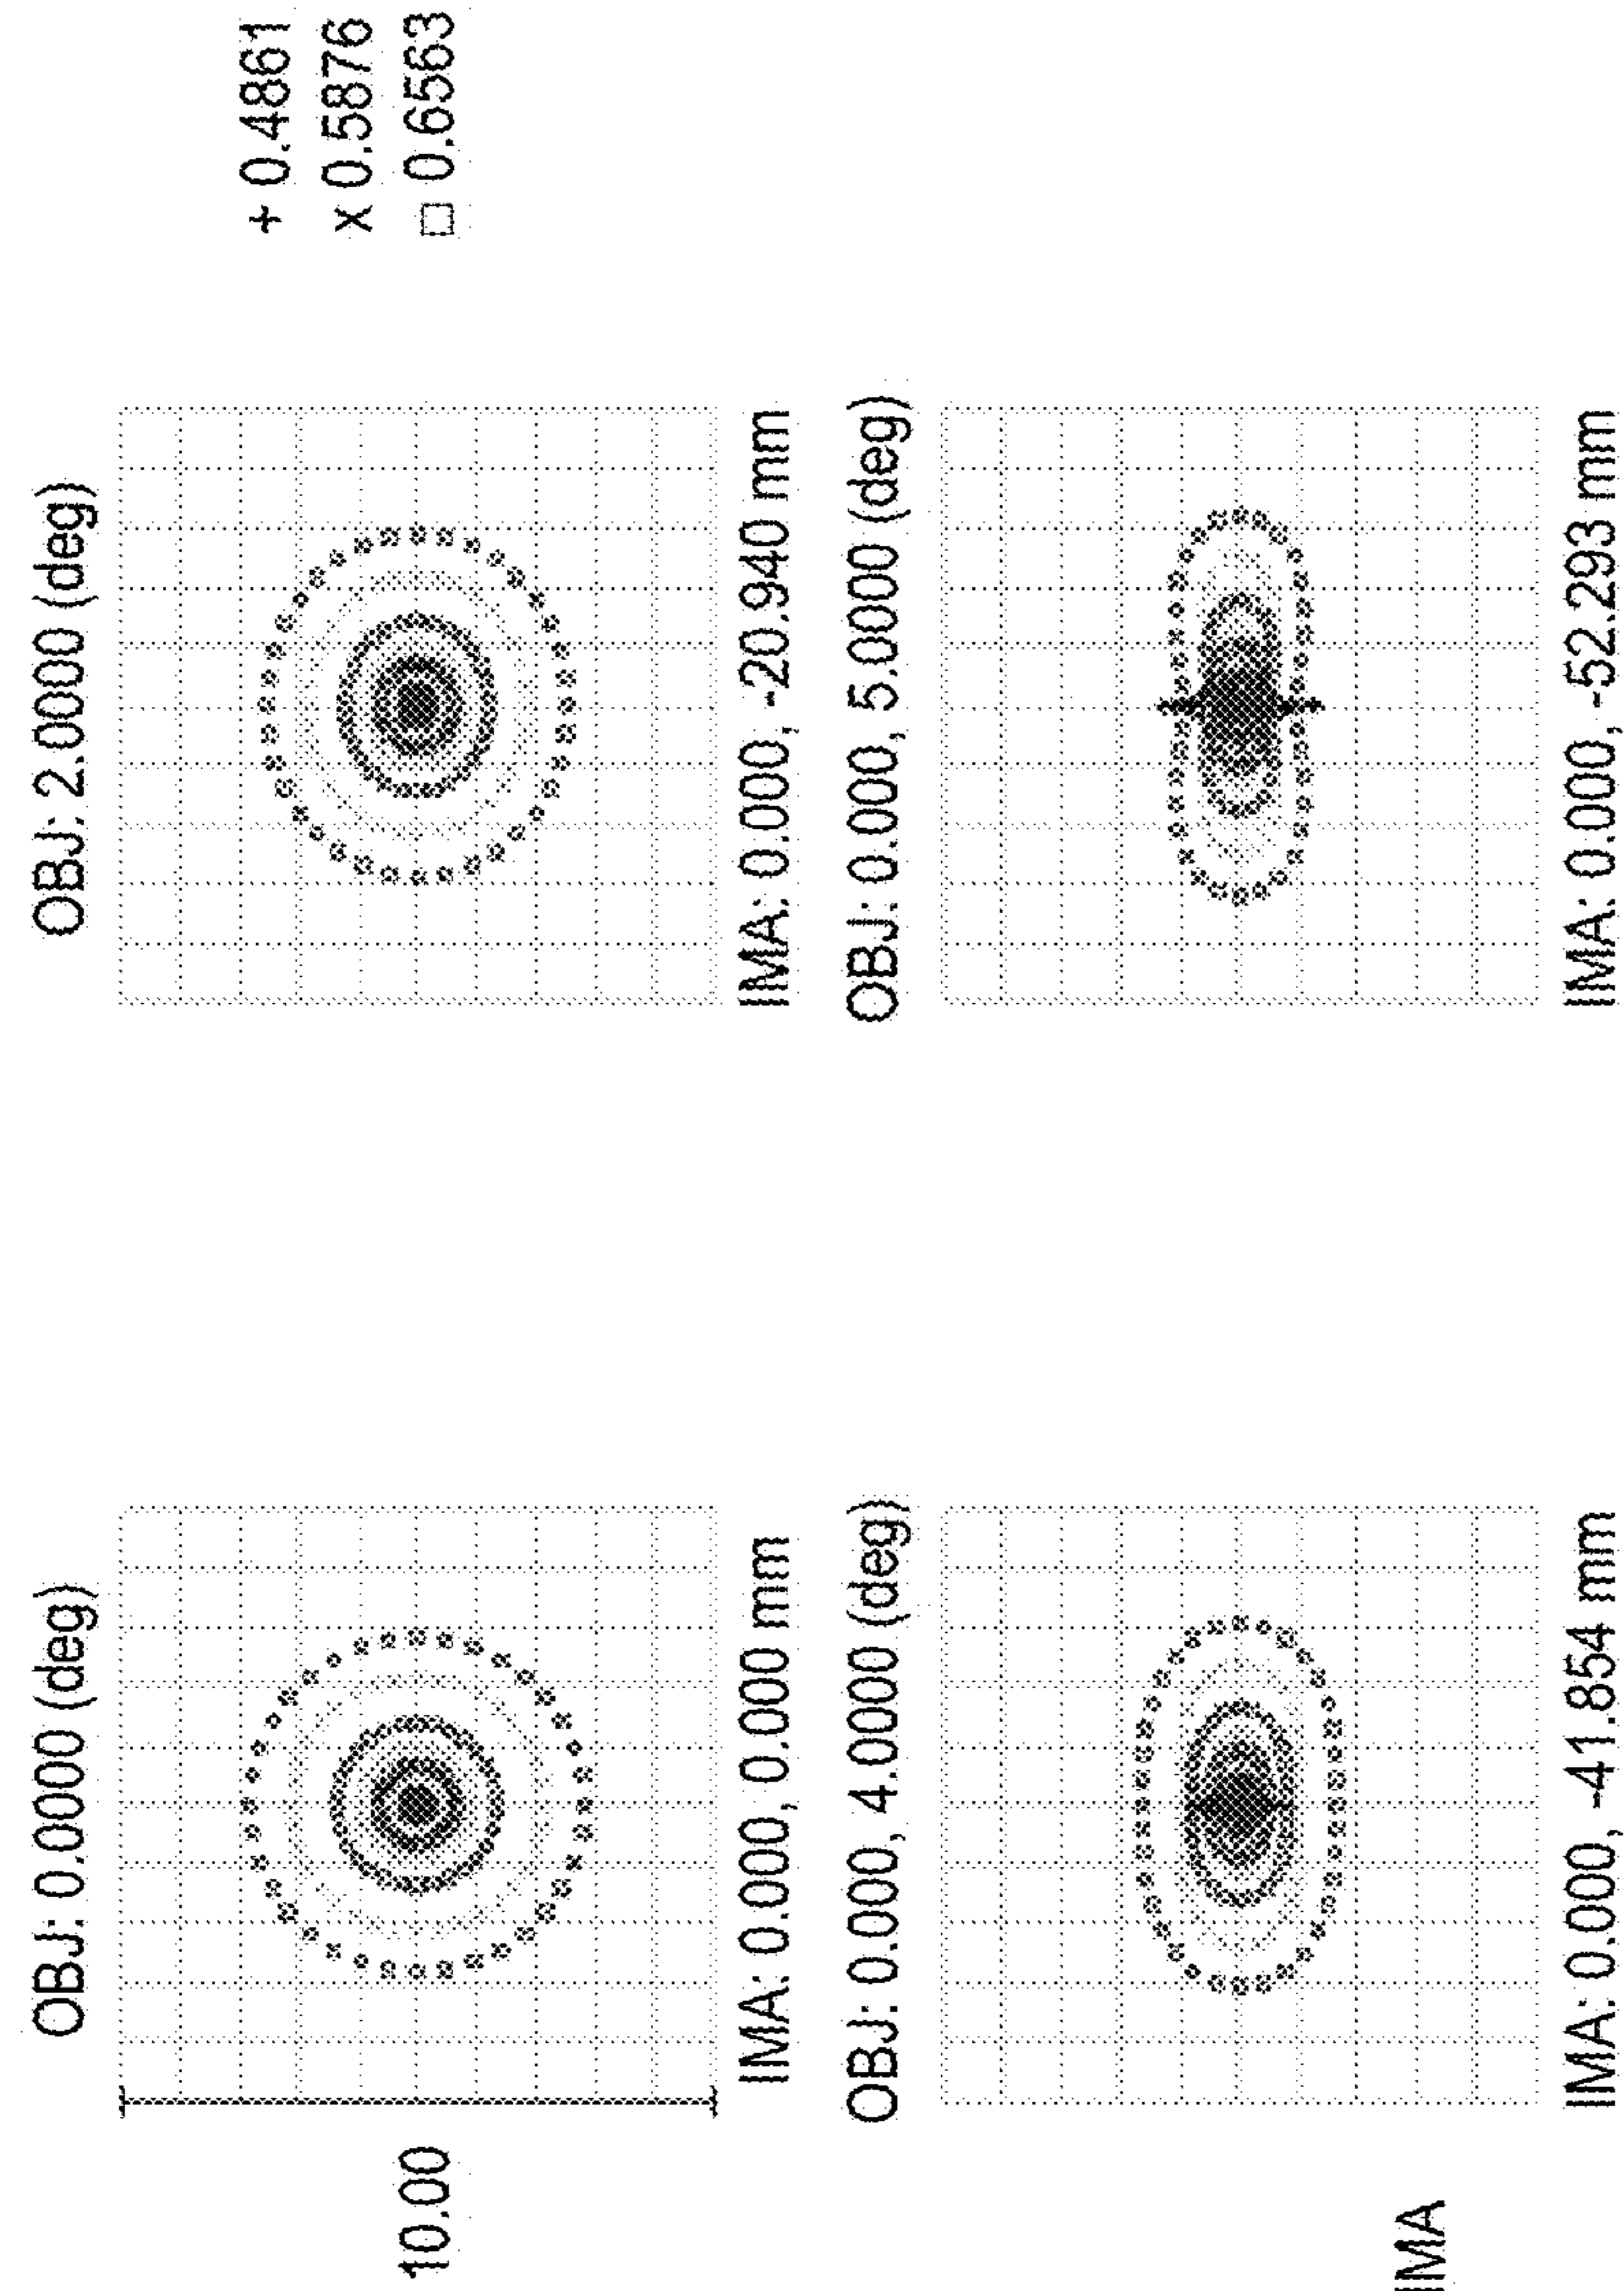 OBJ: 0.0000 (deg)
OBJ: 2.0000 (deg)
+ 0.4861
x 0.5876
□ 0.6563
10.00
IMA: 0.000, 0.000 mm
IMA: 0.000, -20.940 mm
OBJ: 0.000, 4.0000 (deg)
OBJ: 0.000, 5.0000 (deg)
IMA
IMA: 0.000, -41.854 mm
IMA: 0.000, -52.293 mm